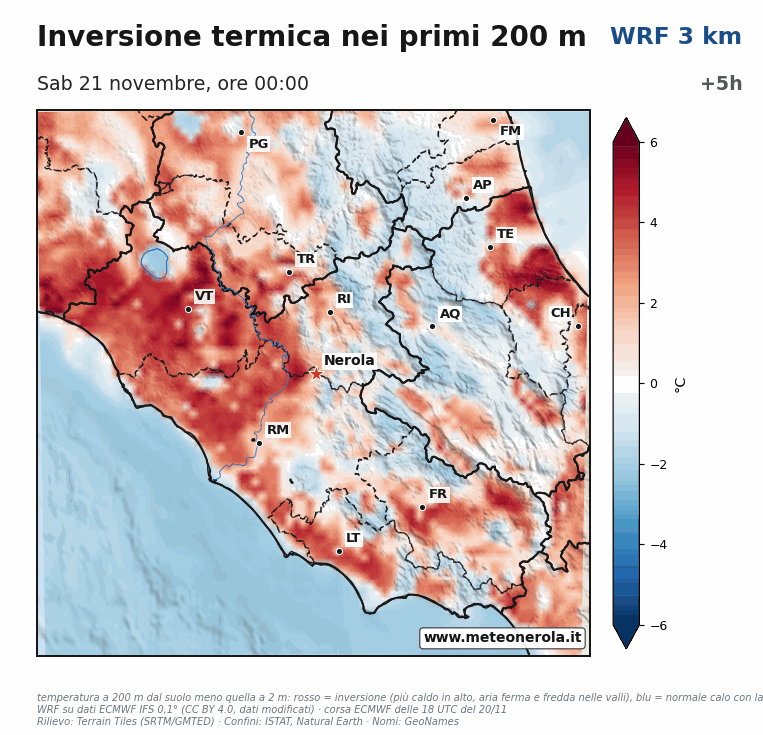 Inversione termica nei primi 200 m WRF 3 km
Sab 21 novembre, ore 00:00 +5h
FM
PG
AP
TE
TR
VT
RI
AQ
CH
Nerola
RM
FR
LT
www.meteonerola.it
6
4
2
0
−2
−4
−6
°C
temperatura a 200 m dal suolo meno quella a 2 m: rosso = inversione (più caldo in alto, aria ferma e fredda nelle valli), blu = normale calo con la
WRF su dati ECMWF IFS 0,1° (CC BY 4.0, dati modificati) · corsa ECMWF delle 18 UTC del 20/11
Rilievo: Terrain Tiles (SRTM/GMTED) · Confini: ISTAT, Natural Earth · Nomi: GeoNames